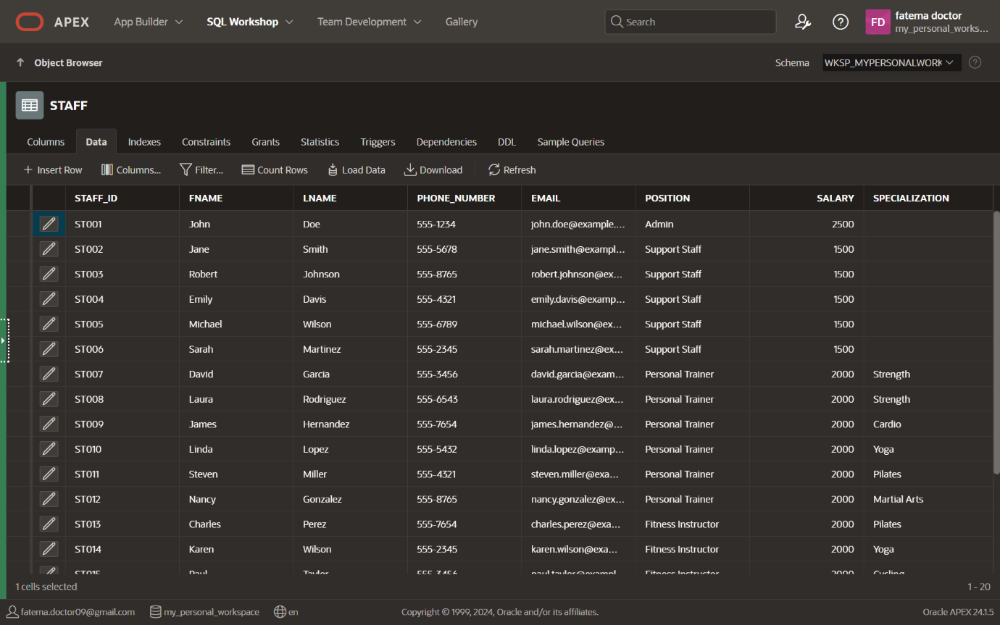 APEX App Builder SQL Workshop Team Development Gallery Search FD fatema doctor
my_personal_works...
Object Browser Schema WKSP_MYPERSONALWORK
STAFF
Columns Data Indexes Constraints Grants Statistics Triggers Dependencies DDL Sample Queries
+ Insert Row Columns... Filter... Count Rows Load Data Download Refresh
STAFF_ID FNAME LNAME PHONE_NUMBER EMAIL POSITION SALARY SPECIALIZATION
ST001 John Doe 555-1234 john.doe@example.... Admin 2500
ST002 Jane Smith 555-5678 jane.smith@exampl... Support Staff 1500
ST003 Robert Johnson 555-8765 robert.johnson@ex... Support Staff 1500
ST004 Emily Davis 555-4321 emily.davis@examp... Support Staff 1500
ST005 Michael Wilson 555-6789 michael.wilson@ex... Support Staff 1500
ST006 Sarah Martinez 555-2345 sarah.martinez@ex... Support Staff 1500
ST007 David Garcia 555-3456 david.garcia@exam... Personal Trainer 2000 Strength
ST008 Laura Rodriguez 555-6543 laura.rodriguez@ex... Personal Trainer 2000 Strength
ST009 James Hernandez 555-7654 james.hernandez@... Personal Trainer 2000 Cardio
ST010 Linda Lopez 555-5432 linda.lopez@examp... Personal Trainer 2000 Yoga
ST011 Steven Miller 555-4321 steven.miller@exa... Personal Trainer 2000 Pilates
ST012 Nancy Gonzalez 555-8765 nancy.gonzalez@ex... Personal Trainer 2000 Martial Arts
ST013 Charles Perez 555-7654 charles.perez@exa... Fitness Instructor 2000 Pilates
ST014 Karen Wilson 555-2345 karen.wilson@exa... Fitness Instructor 2000 Yoga
ST015 Paul Taylor 555-3456 paul.taylor@exampl... Fitness Instructor 2000 Cycling
1 cells selected 1 - 20
fatema.doctor09@gmail.com my_personal_workspace en Copyright © 1999, 2024, Oracle and/or its affiliates. Oracle APEX 24.1.5